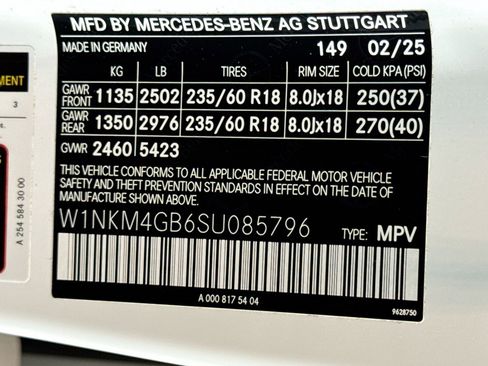 MFD BY MERCEDES-BENZ AG STUTTGART
MADE IN GERMANY 149 02/25
KG LB TIRES RIM SIZE COLD KPA (PSI)
GAWR FRONT 1135 2502 235/60 R18 8.0Jx18 250(37)
GAWR REAR 1350 2976 235/60 R18 8.0Jx18 270(40)
GVWR 2460 5423
THIS VEHICLE CONFORMS TO ALL APPLICABLE FEDERAL MOTOR VEHICLE
SAFETY AND THEFT PREVENTION STANDARDS IN EFFECT ON THE DATE OF
MANUFACTURE SHOWN ABOVE.
W1NKM4GB6SU085796 TYPE: MPV
A 000 817 54 04
9628750
MENT
3
A 254 584 30 00